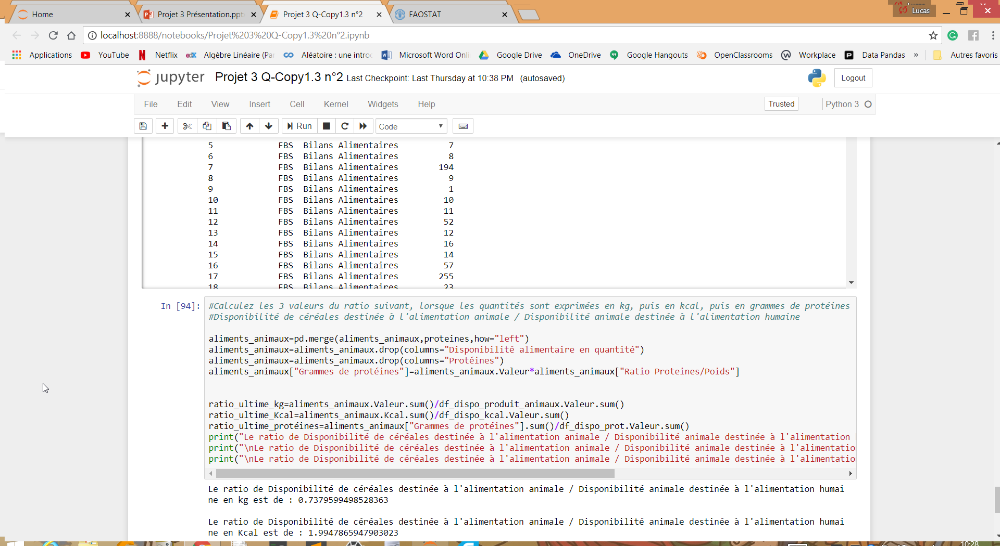 Home
Projet 3 Présentation.ppt
Projet 3 Q-Copy1.3 n°2
FAOSTAT
Lucas
localhost:8888/notebooks/Projet%203%20Q-Copy1.3%20n°2.ipynb
Applications YouTube Netflix Algèbre Linéaire (Par Aléatoire : une introc Microsoft Word Onli Google Drive OneDrive Google Hangouts OpenClassrooms Workplace Data Pandas » Autres favoris
jupyter Projet 3 Q-Copy1.3 n°2 Last Checkpoint: Last Thursday at 10:38 PM (autosaved)
Logout
File Edit View Insert Cell Kernel Widgets Help
Trusted Python 3
Run Code
5 FBS Bilans Alimentaires 7
6 FBS Bilans Alimentaires 8
7 FBS Bilans Alimentaires 194
8 FBS Bilans Alimentaires 9
9 FBS Bilans Alimentaires 1
10 FBS Bilans Alimentaires 10
11 FBS Bilans Alimentaires 11
12 FBS Bilans Alimentaires 52
13 FBS Bilans Alimentaires 12
14 FBS Bilans Alimentaires 16
15 FBS Bilans Alimentaires 14
16 FBS Bilans Alimentaires 57
17 FBS Bilans Alimentaires 255
18 FBS Bilans Alimentaires 23
In [94]:
#Calculez les 3 valeurs du ratio suivant, lorsque les quantités sont exprimées en kg, puis en kcal, puis en grammes de protéines
#Disponibilité de céréales destinée à l'alimentation animale / Disponibilité animale destinée à l'alimentation humaine
aliments_animaux=pd.merge(aliments_animaux,proteines,how="left")
aliments_animaux=aliments_animaux.drop(columns="Disponibilité alimentaire en quantité")
aliments_animaux=aliments_animaux.drop(columns="Protéines")
aliments_animaux["Grammes de protéines"]=aliments_animaux.Valeur*aliments_animaux["Ratio Proteines/Poids"]
ratio_ultime_kg=aliments_animaux.Valeur.sum()/df_dispo_produit_animaux.Valeur.sum()
ratio_ultime_Kcal=aliments_animaux.Kcal.sum()/df_dispo_kcal.Valeur.sum()
ratio_ultime_protéines=aliments_animaux["Grammes de protéines"].sum()/df_dispo_prot.Valeur.sum()
print("Le ratio de Disponibilité de céréales destinée à l'alimentation animale / Disponibilité animale destinée à l'alimentation
print("\nLe ratio de Disponibilité de céréales destinée à l'alimentation animale / Disponibilité animale destinée à l'alimentatio
print("\nLe ratio de Disponibilité de céréales destinée à l'alimentation animale / Disponibilité animale destinée à l'alimentatio
Le ratio de Disponibilité de céréales destinée à l'alimentation animale / Disponibilité animale destinée à l'alimentation humai
ne en kg est de : 0.7379599498528363
Le ratio de Disponibilité de céréales destinée à l'alimentation animale / Disponibilité animale destinée à l'alimentation humai
ne en Kcal est de : 1.9947865947903023
10:28